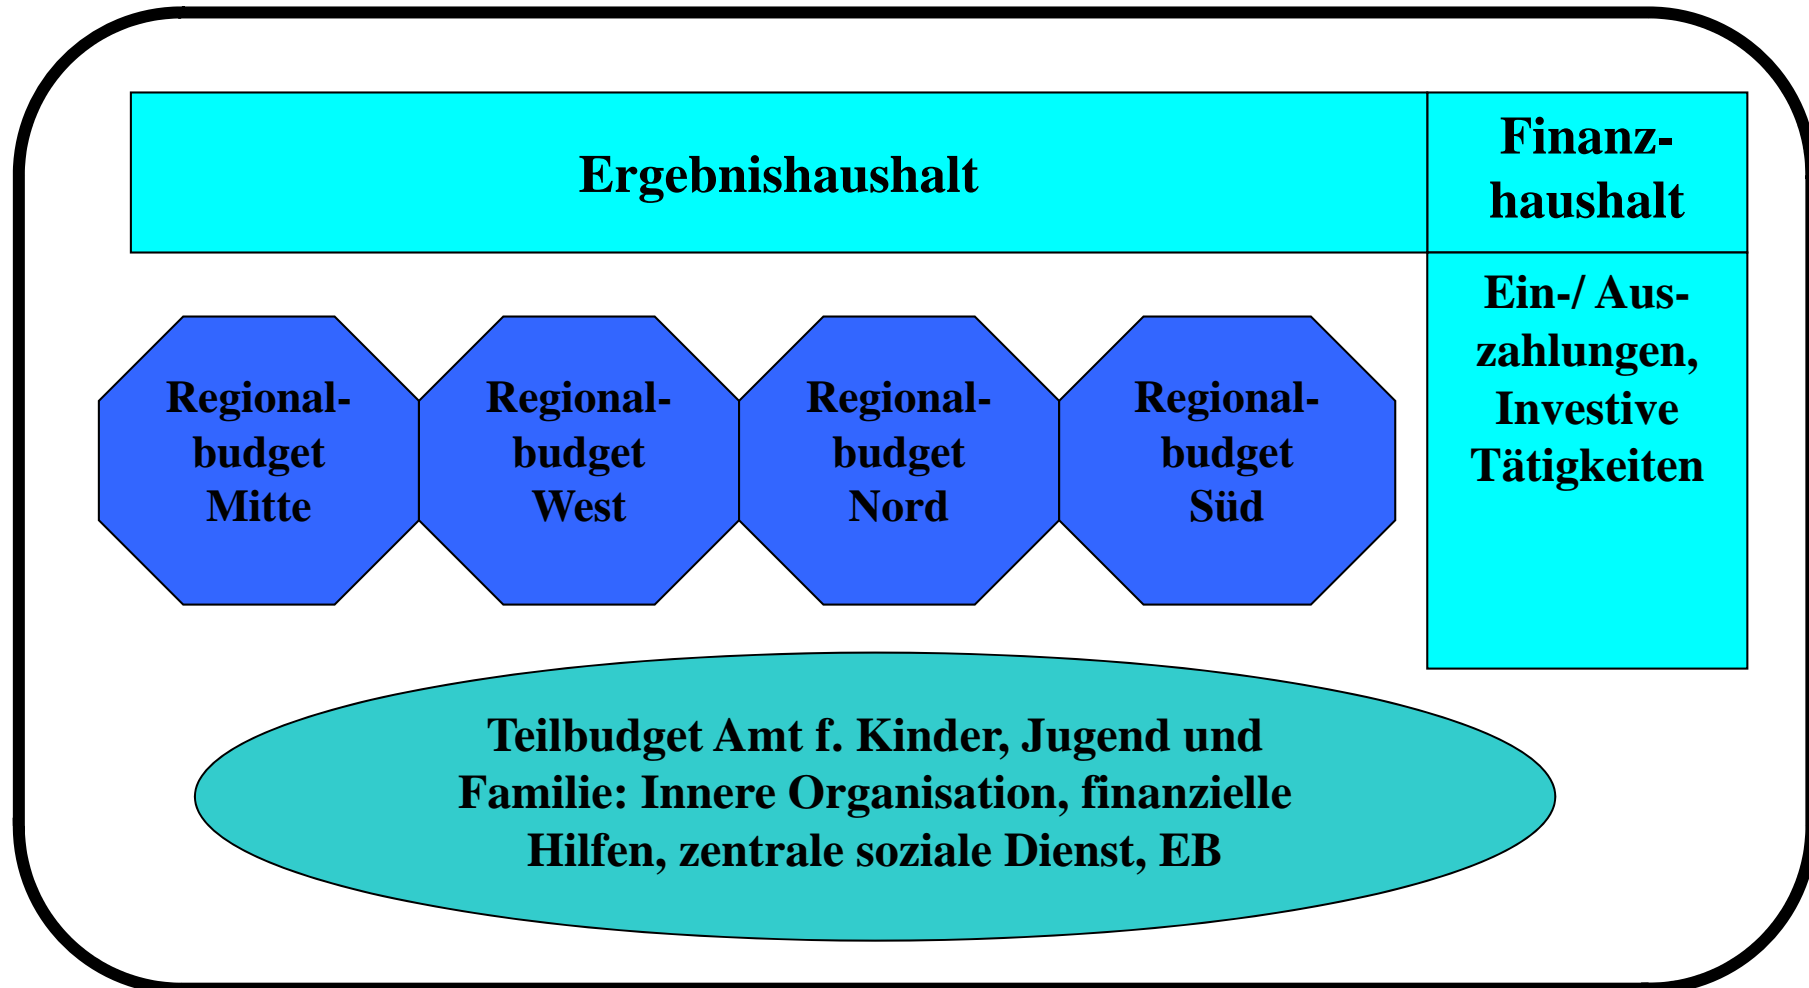 Ergebnishaushalt
Finanz-
haushalt
Ein-/ Aus-
zahlungen,
Investive
Tätigkeiten
Regional-
budget
Mitte
Regional-
budget
West
Regional-
budget
Nord
Regional-
budget
Süd
Teilbudget Amt f. Kinder, Jugend und
Familie: Innere Organisation, finanzielle
Hilfen, zentrale soziale Dienst, EB